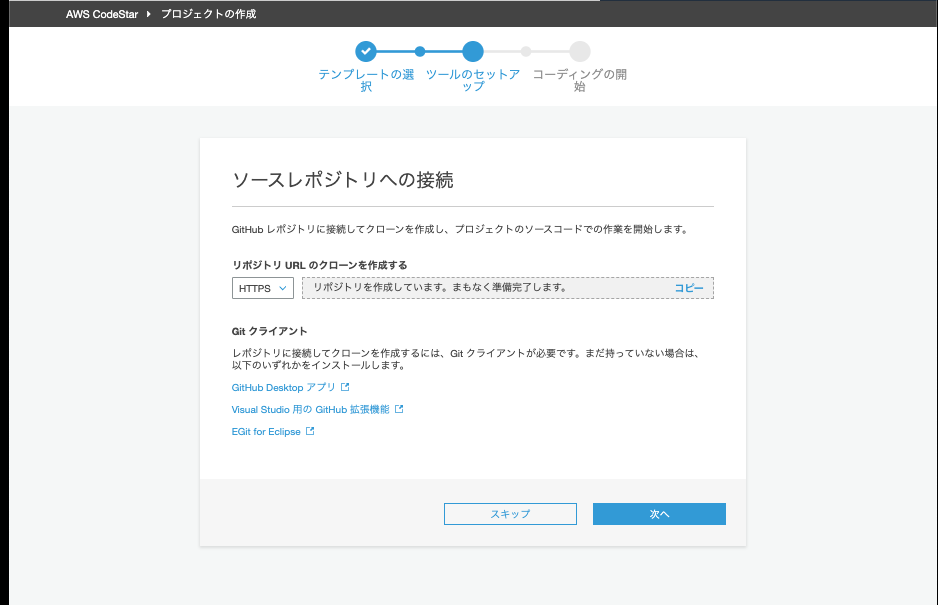 AWS CodeStar プロジェクトの作成
テンプレートの選
択
ツールのセットア
ップ
コーディングの開
始
ソースレポジトリへの接続
GitHub レポジトリに接続してクローンを作成し、プロジェクトのソースコードでの作業を開始します。
リポジトリ URL のクローンを作成する
HTTPS リポジトリを作成しています。まもなく準備完了します。 コピー
Git クライアント
レポジトリに接続してクローンを作成するには、Git クライアントが必要です。まだ持っていない場合は、
以下のいずれかをインストールします。
GitHub Desktop アプリ
Visual Studio 用の GitHub 拡張機能
EGit for Eclipse
スキップ 次へ